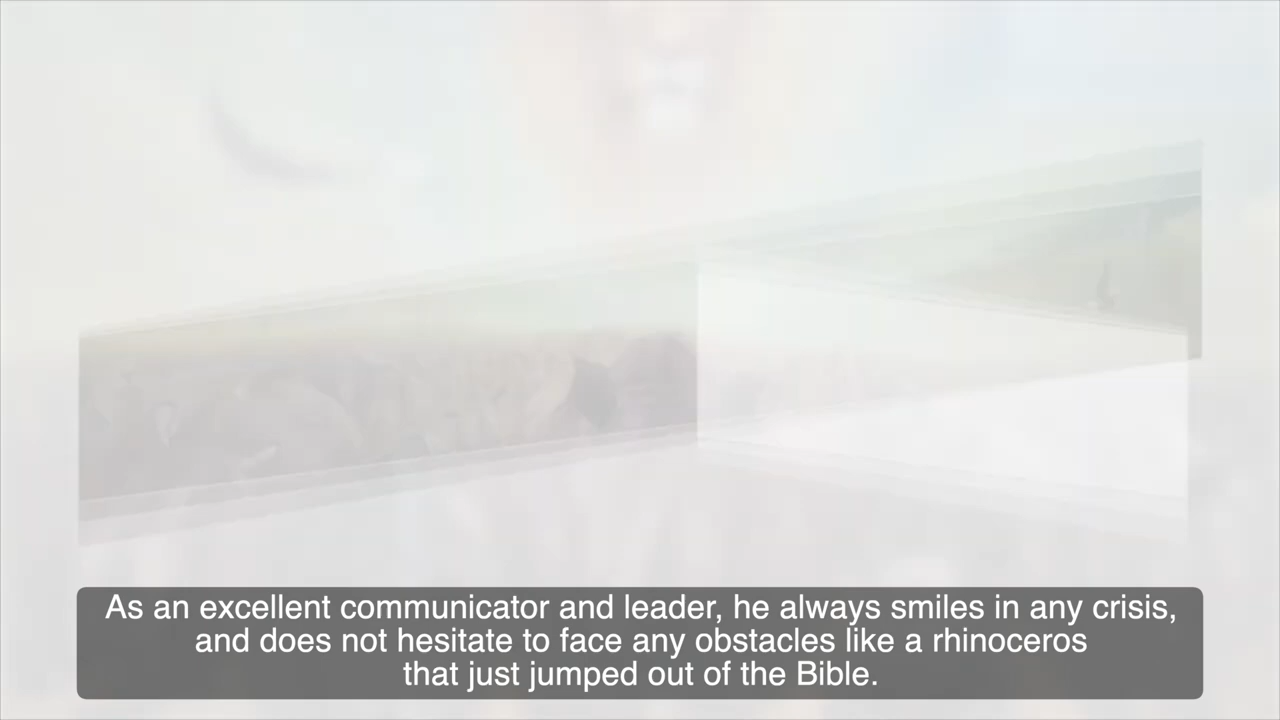 As an excellent communicator and leader, he always smiles in any crisis,
and does not hesitate to face any obstacles like a rhinoceros
that just jumped out of the Bible.